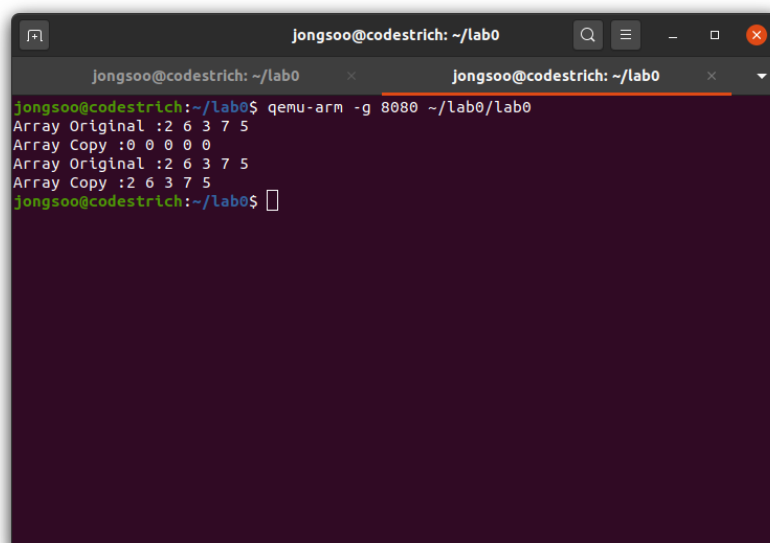 jongsoo@codestrich: ~/lab0
jongsoo@codestrich: ~/lab0
jongsoo@codestrich: ~/lab0
jongsoo@codestrich:~/lab0$ qemu-arm -g 8080 ~/lab0/lab0
Array Original :2 6 3 7 5
Array Copy :0 0 0 0 0
Array Original :2 6 3 7 5
Array Copy :2 6 3 7 5
jongsoo@codestrich:~/lab0$